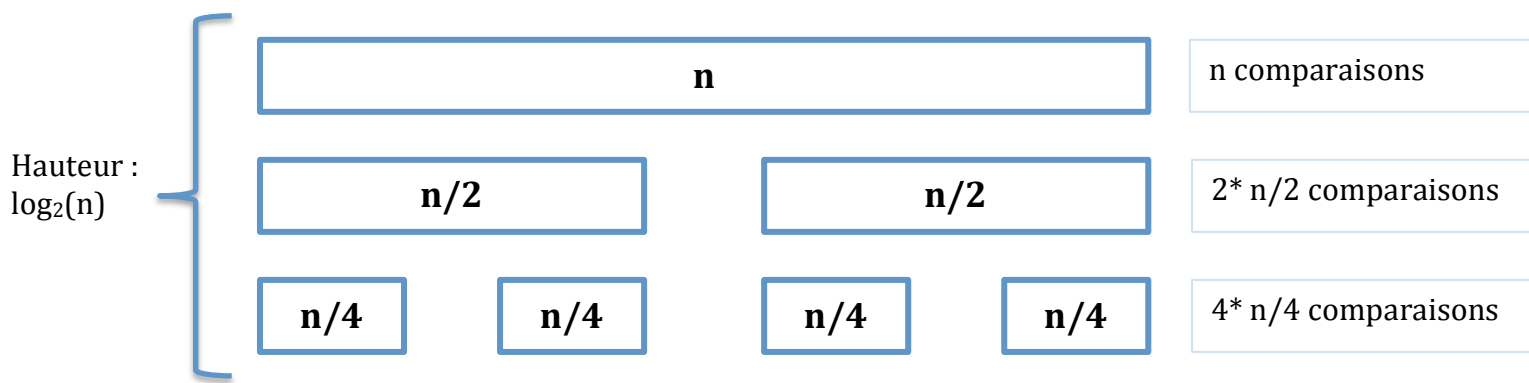 n
n comparaisons
Hauteur :
log₂(n)
n/2
n/2
2* n/2 comparaisons
n/4
n/4
n/4
n/4
4* n/4 comparaisons